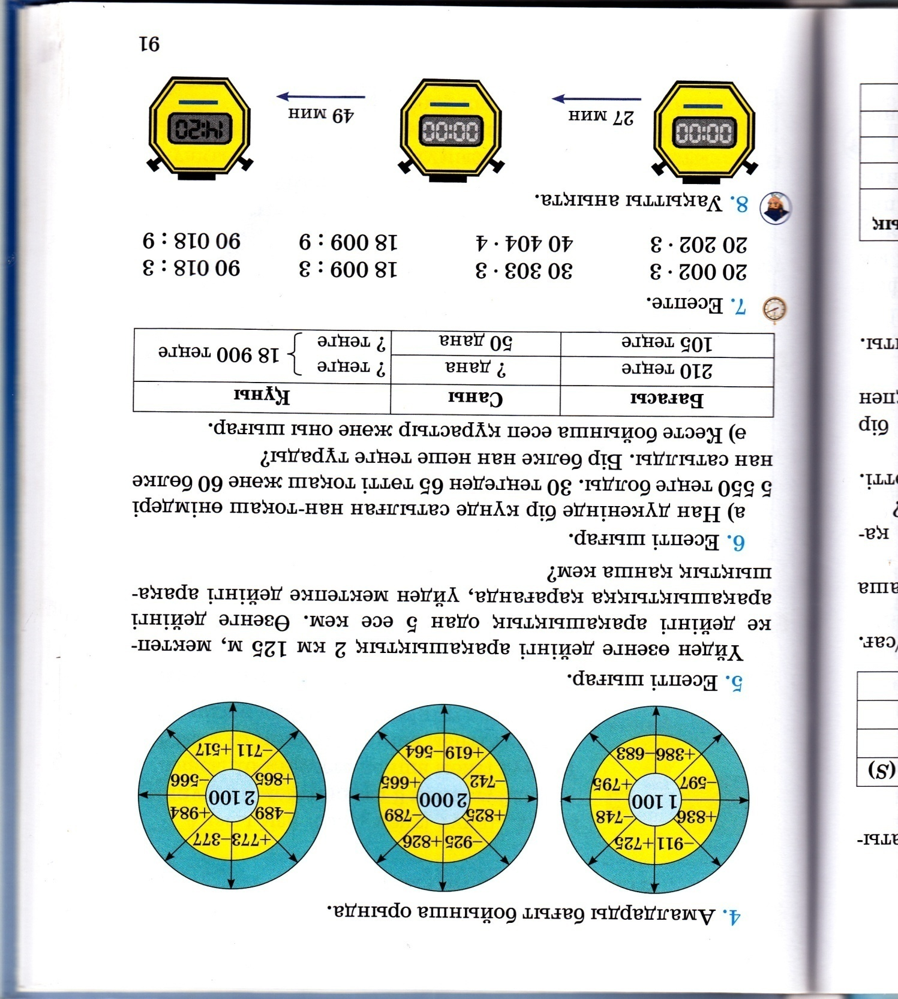 4. Амалдарды бағыт бойынша орында.
−911 +725
+836 −748
1 100
−597 +795
+386 −683
−925 +826
+825 −789
2 000
−742 +665
+619 −564
+773 −377
−489 +984
2 100
+865 −566
−711 +517
5. Есепті шығар.
Үйден өзенге дейінгі арақашықтық 2 км 125 м, мектеп-
ке дейінгі арақашықтық одан 5 есе кем. Өзенге дейінгі
арақашықтыққа қарағанда, үйден мектепке дейінгі арақа-
шықтық қанша кем?
6. Есепті шығар.
а) Нан дүкенінде бір күнде сатылған нан-тоқаш өнімдері
5 550 теңге болды. 30 теңгеден 65 тәтті тоқаш және 60 бөлке
нан сатылды. Бір бөлке нан неше теңге тұрады?
ә) Кесте бойынша есеп құрастыр және оны шығар.
Бағасы Саны Құны
210 теңге ? дана ? теңге
105 теңге 50 дана ? теңге
18 900 теңге
7. Есепте.
20 002 · 3 30 303 · 3 18 009 : 3 90 018 : 3
20 202 · 3 40 404 · 4 18 009 : 9 90 018 : 9
8. Уақытты анықта.
00:00 27 мин 00:00 49 мин 14:20
91
(S)
/сағ.
қа-
?
бір